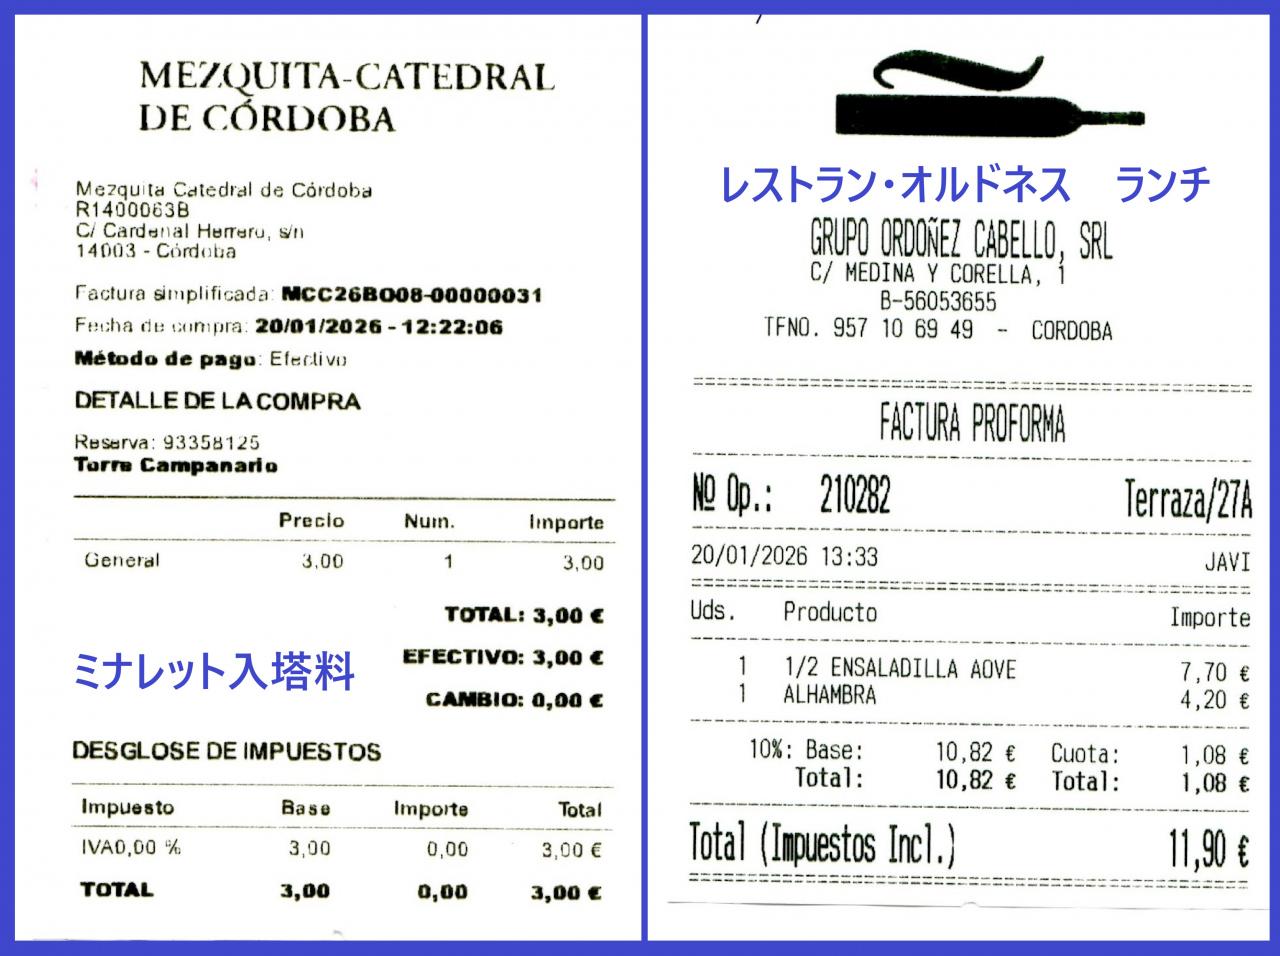 MEZQUITA-CATEDRAL
DE CÓRDOBA
Mezquita Catedral de Córdoba
R1400063B
C/ Cardenal Herrero, s/n
14003 - Córdoba
Factura simplificada: MCC26BO08-00000031
Fecha de compra: 20/01/2026 - 12:22:06
Método de pago: Efectivo
DETALLE DE LA COMPRA
Reserva: 93358125
Torre Campanario
Precio Num. Importe
General 3,00 1 3,00
TOTAL: 3,00 €
EFECTIVO: 3,00 €
ミナレット入塔料
CAMBIO: 0,00 €
DESGLOSE DE IMPUESTOS
Impuesto Base Importe Total
IVA0,00 % 3,00 0,00 3,00 €
TOTAL 3,00 0,00 3,00 €
レストラン・オルドネス ランチ
GRUPO ORDOÑEZ CABELLO, SRL
C/ MEDINA Y CORELLA, 1
B-56053655
TFNO. 957 10 69 49 - CORDOBA
FACTURA PROFORMA
Nº Op.: 210282 Terraza/27A
20/01/2026 13:33 JAVI
Uds. Producto Importe
1 1/2 ENSALADILLA AOVE 7,70 €
1 ALHAMBRA 4,20 €
10%: Base: 10,82 € Cuota: 1,08 €
Total: 10,82 € Total: 1,08 €
Total (Impuestos Incl.) 11,90 €